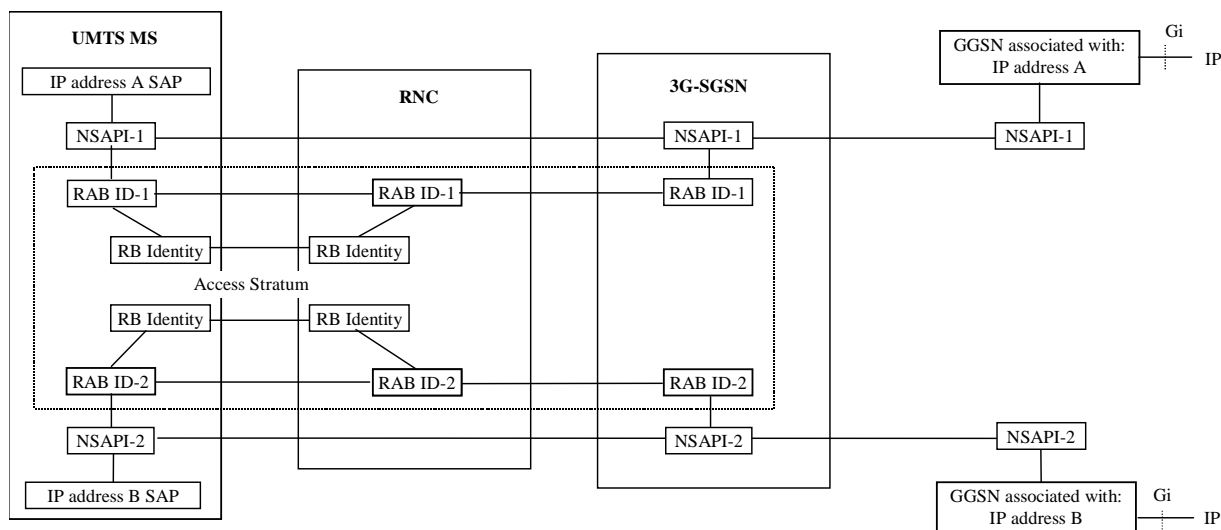 UMTS MS
IP address A SAP
NSAPI-1
RAB ID-1
RB Identity
RNC
RAB ID-1
RB Identity
3G-SGSN
NSAPI-1
RAB ID-1
GGSN associated with:
IP address A
Gi
IP
NSAPI-1
Access Stratum
RB Identity
RAB ID-2
NSAPI-2
IP address B SAP
RB Identity
RAB ID-2
RAB ID-2
NSAPI-2
NSAPI-2
GGSN associated with:
IP address B
Gi
IP